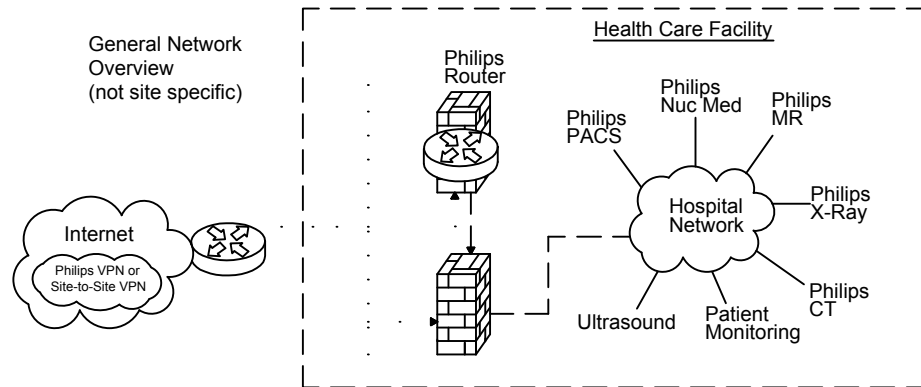 General Network
Overview
(not site specific)
Health Care Facility
Philips
Router
Philips
PACS
Philips
Nuc Med
Philips
MR
Internet
Philips VPN or
Site-to-Site VPN
Hospital
Network
Philips
X-Ray
Ultrasound
Patient
Monitoring
Philips
CT